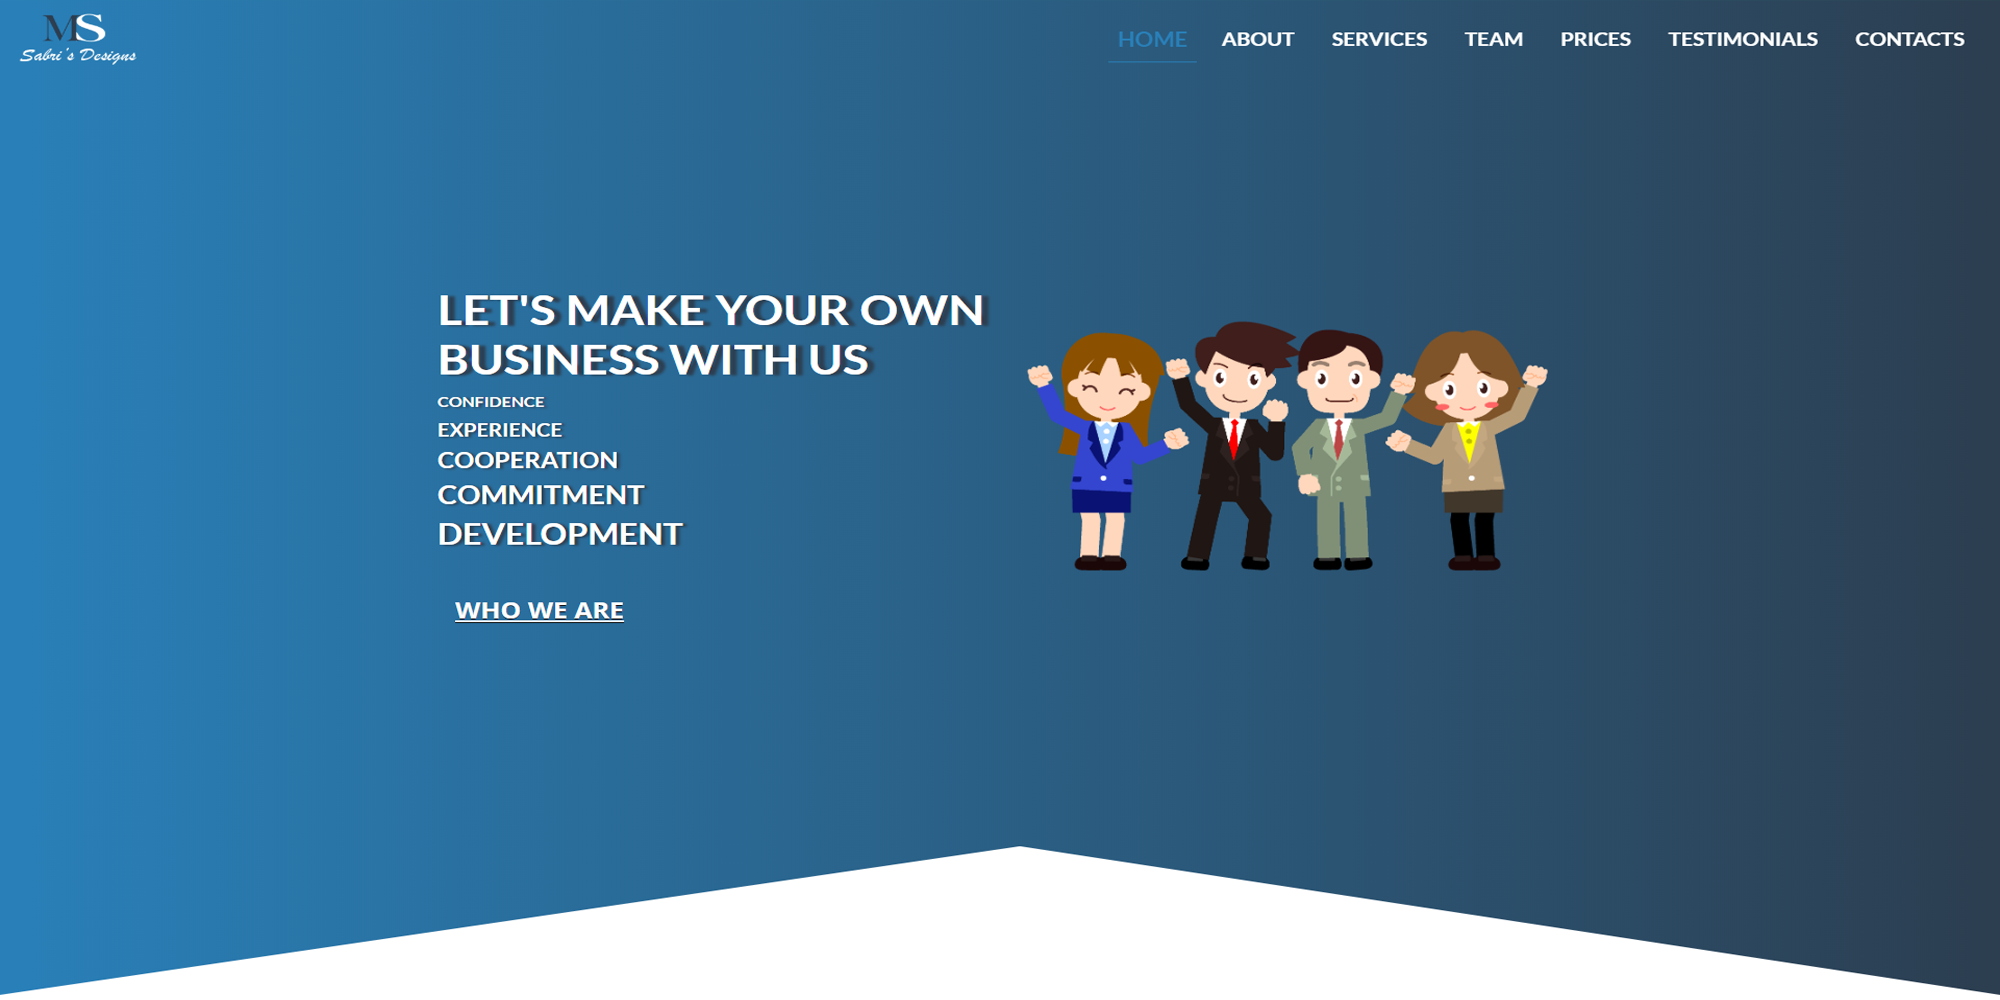 MS
Sabri's Designs
HOME
ABOUT
SERVICES
TEAM
PRICES
TESTIMONIALS
CONTACTS
LET'S MAKE YOUR OWN
BUSINESS WITH US
CONFIDENCE
EXPERIENCE
COOPERATION
COMMITMENT
DEVELOPMENT
WHO WE ARE